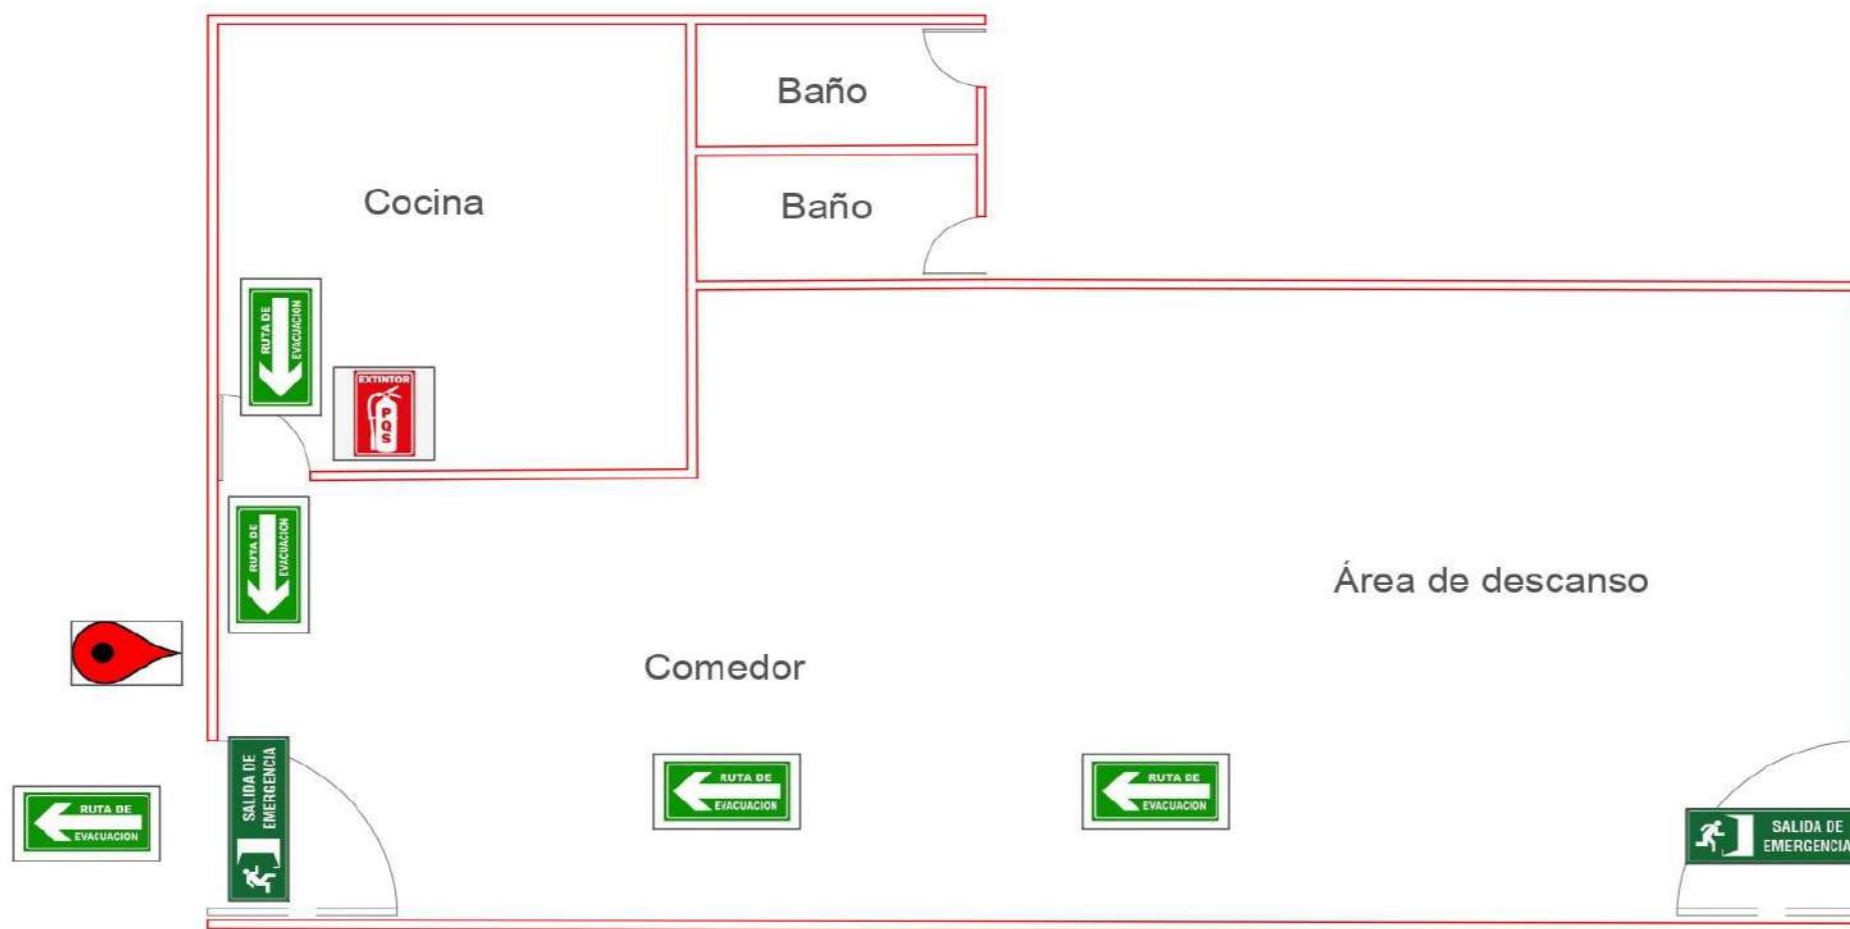 Baño
Cocina
Baño
RUTA DE
EVACUACION
EXTINTOR
P
Q
S
RUTA DE
EVACUACION
Área de descanso
Comedor
SALIDA DE
EMERGENCIA
RUTA DE
EVACUACION
RUTA DE
EVACUACION
RUTA DE
EVACUACION
SALIDA DE
EMERGENCIA